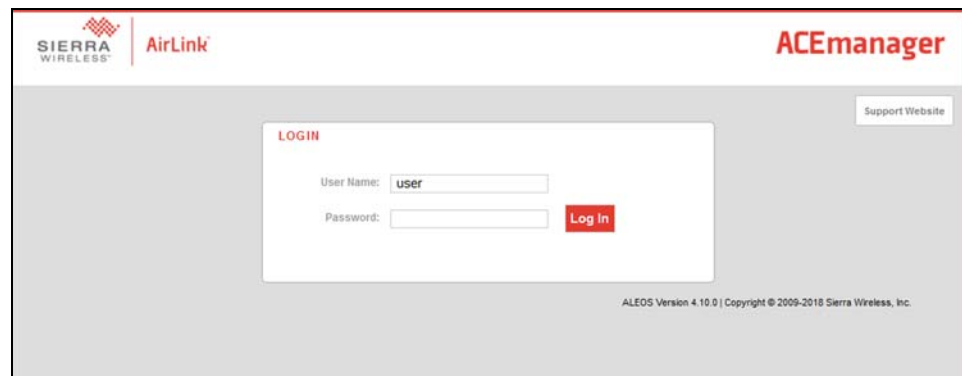 SIERRA
WIRELESS™
AirLink
ACEmanager
Support Website
LOGIN
User Name: user
Password:
Log In
ALEOS Version 4.10.0 | Copyright © 2009-2018 Sierra Wireless, Inc.